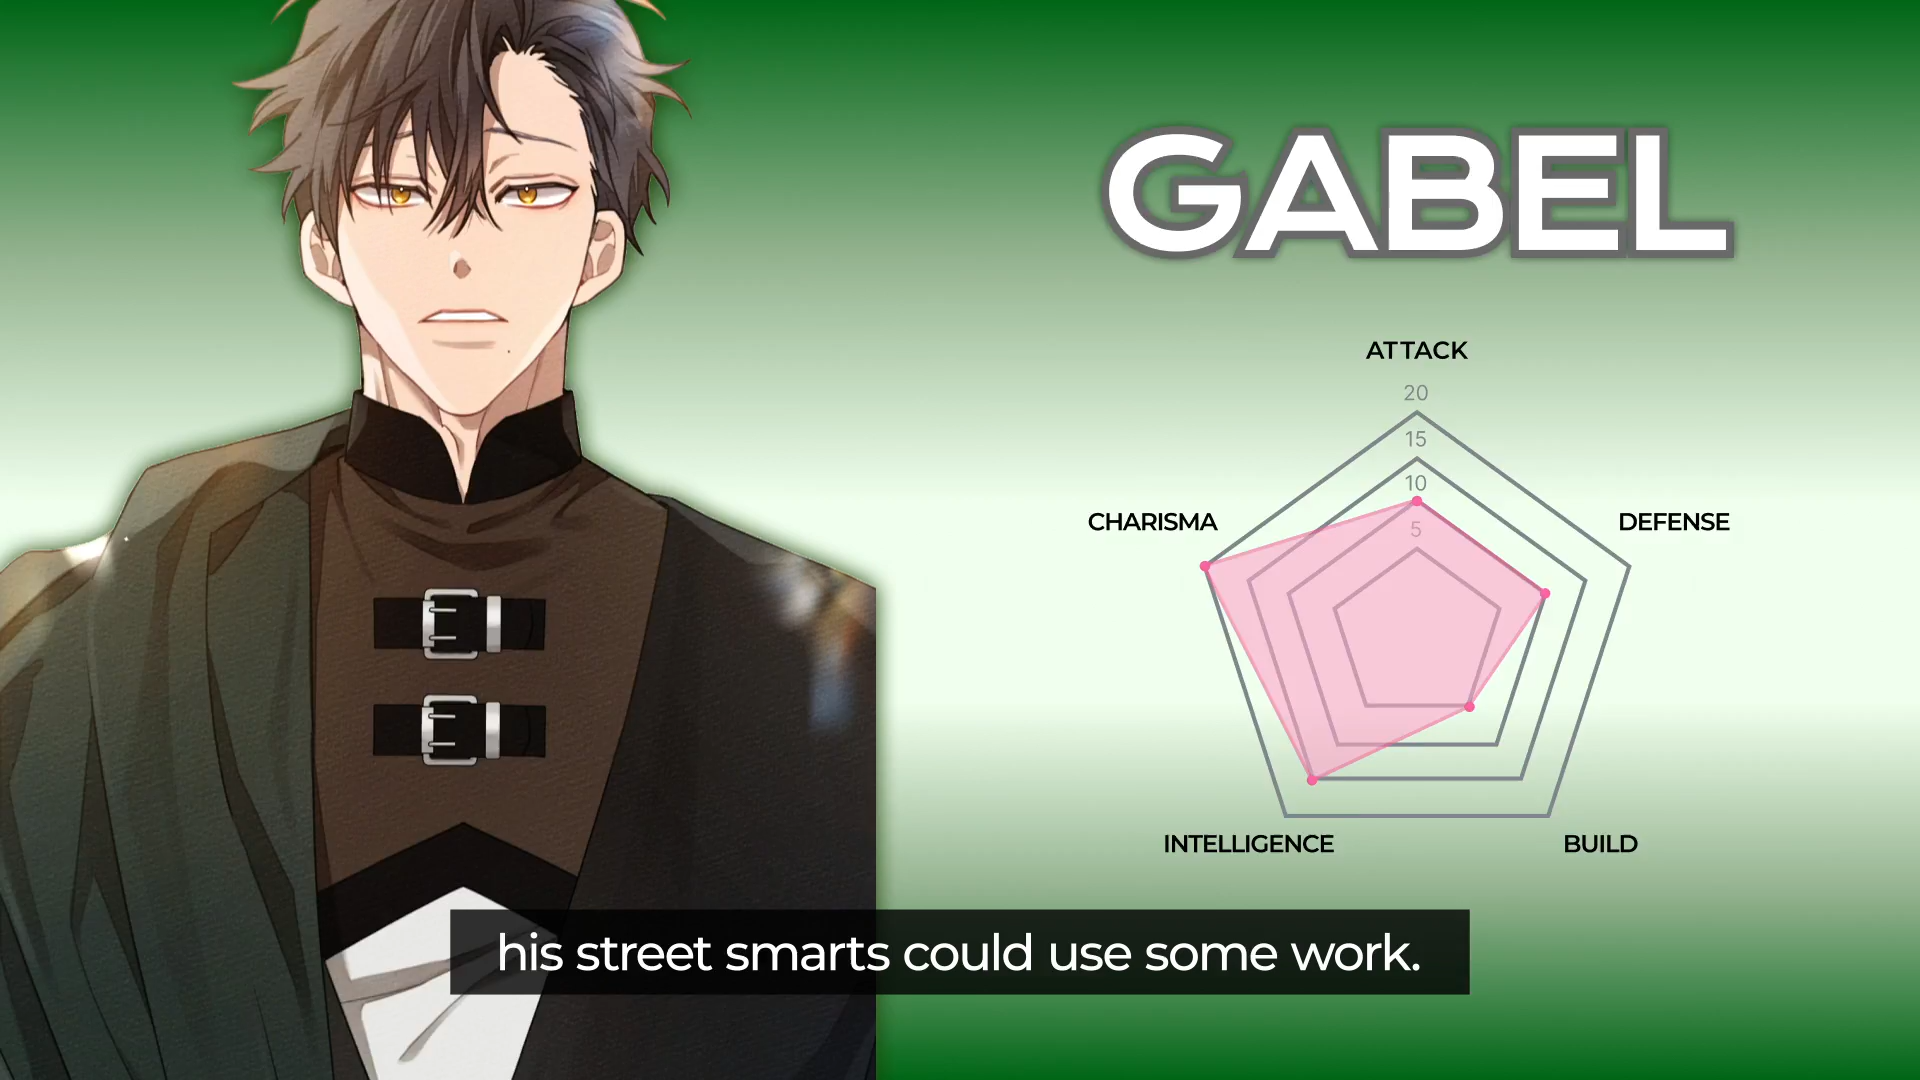 GABEL
ATTACK
20
15
10
5
CHARISMA
DEFENSE
INTELLIGENCE
BUILD
his street smarts could use some work.